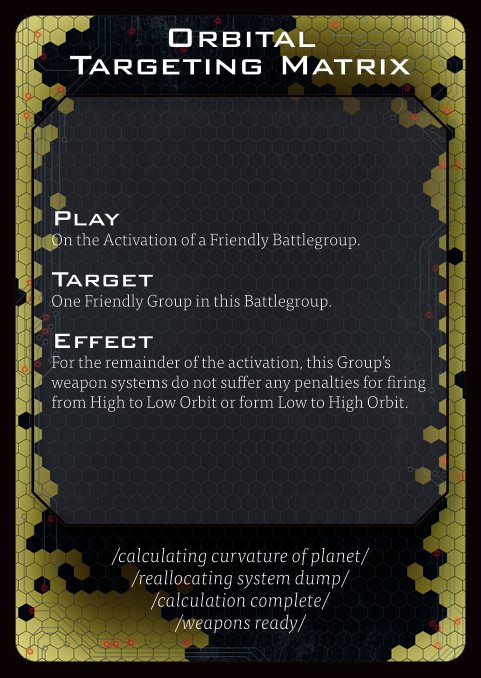 Orbital
Targeting Matrix
Play
On the Activation of a Friendly Battlegroup.
Target
One Friendly Group in this Battlegroup.
Effect
For the remainder of the activation, this Group's
weapon systems do not suffer any penalties for firing
from High to Low Orbit or form Low to High Orbit.
/calculating curvature of planet/
/reallocating system dump/
/calculation complete/
/weapons ready/